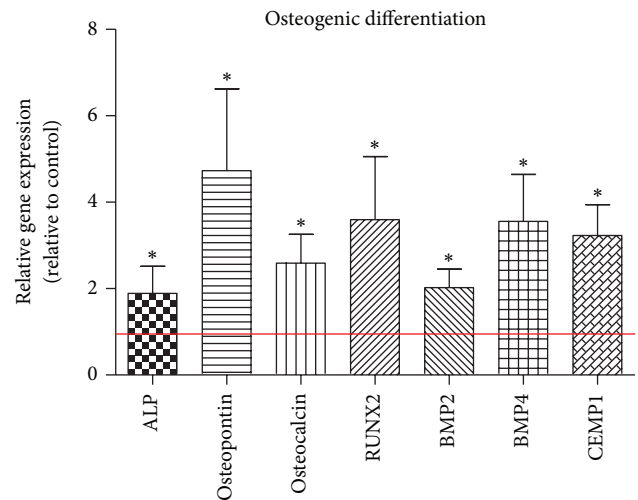 Osteogenic differentiation
Relative gene expression
(relative to control)
8
6
4
2
0
*
*
*
*
*
*
*
ALP
Osteopontin
Osteocalcin
RUNX2
BMP2
BMP4
CEMP1